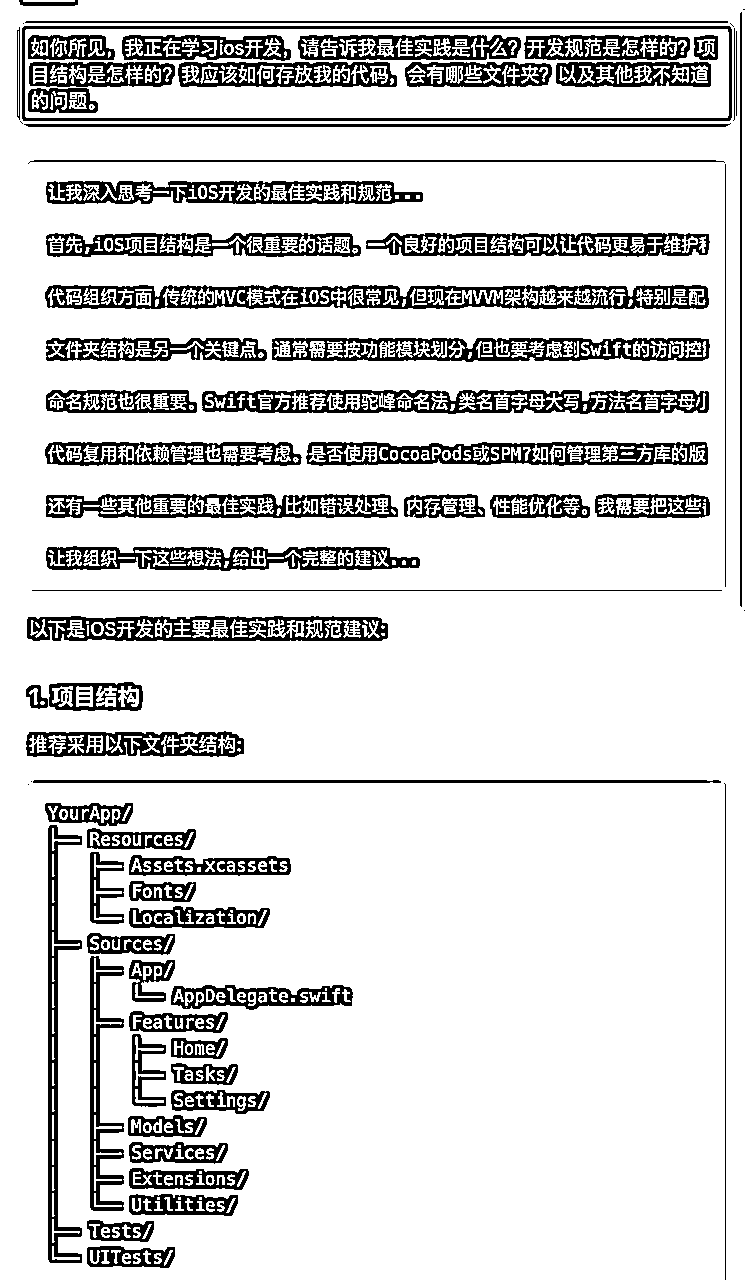 如你所见，我正在学习ios开发，请告诉我最佳实践是什么？开发规范是怎样的？项
目结构是怎样的？我应该如何存放我的代码，会有哪些文件夹？以及其他我不知道
的问题。
让我深入思考一下iOS开发的最佳实践和规范...
首先,iOS项目结构是一个很重要的话题。一个良好的项目结构可以让代码更易于维护
代码组织方面,传统的MVC模式在iOS中很常见,但现在MVVM架构越来越流行,特别是配
文件夹结构是另一个关键点。通常需要按功能模块划分,但也要考虑到Swift的访问控
命名规范也很重要。Swift官方推荐使用驼峰命名法,类名首字母大写,方法名首字母
代码复用和依赖管理也需要考虑。是否使用CocoaPods或SPM?如何管理第三方库的版
还有一些其他重要的最佳实践,比如错误处理、内存管理、性能优化等。我需要把这些
让我组织一下这些想法,给出一个完整的建议...
以下是iOS开发的主要最佳实践和规范建议:
1. 项目结构
推荐采用以下文件夹结构:
YourApp/
├── Resources/
│   ├── Assets.xcassets
│   ├── Fonts/
│   └── Localization/
├── Sources/
│   ├── App/
│   │   └── AppDelegate.swift
│   ├── Features/
│   │   ├── Home/
│   │   ├── Tasks/
│   │   └── Settings/
│   ├── Models/
│   ├── Services/
│   ├── Extensions/
│   └── Utilities/
├── Tests/
└── UITests/